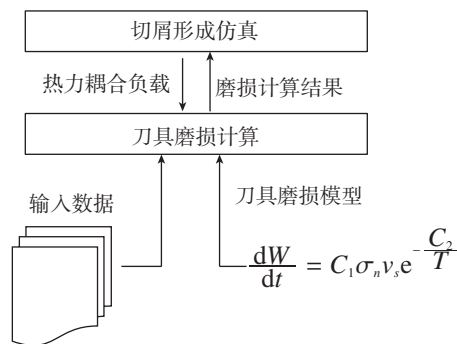 切屑形成仿真
热力耦合负载
磨损计算结果
刀具磨损计算
输入数据
刀具磨损模型
dW/dt = C₁σₙvₛe^(-C₂/T)